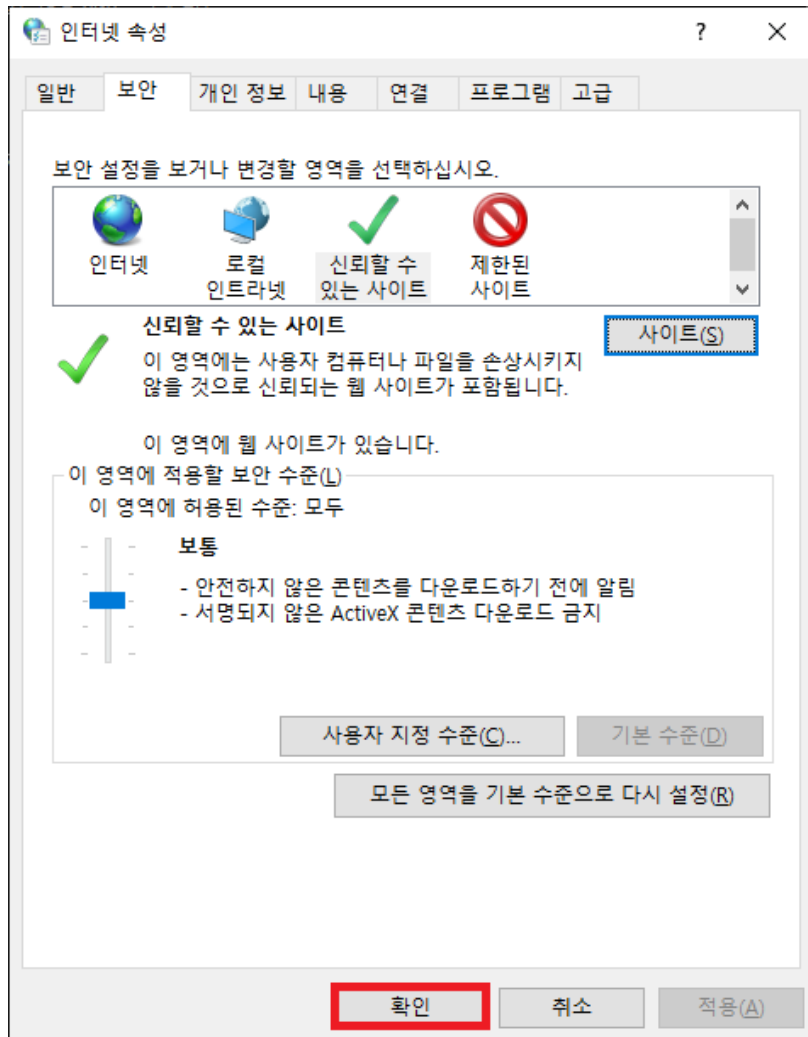 인터넷 속성
?
일반 보안 개인 정보 내용 연결 프로그램 고급
보안 설정을 보거나 변경할 영역을 선택하십시오.
인터넷
로컬
인트라넷
신뢰할 수
있는 사이트
제한된
사이트
신뢰할 수 있는 사이트
사이트(S)
이 영역에는 사용자 컴퓨터나 파일을 손상시키지
않을 것으로 신뢰되는 웹 사이트가 포함됩니다.
이 영역에 웹 사이트가 있습니다.
이 영역에 적용할 보안 수준(L)
이 영역에 허용된 수준: 모두
보통
- 안전하지 않은 콘텐츠를 다운로드하기 전에 알림
- 서명되지 않은 ActiveX 콘텐츠 다운로드 금지
사용자 지정 수준(C)... 기본 수준(D)
모든 영역을 기본 수준으로 다시 설정(R)
확인 취소 적용(A)